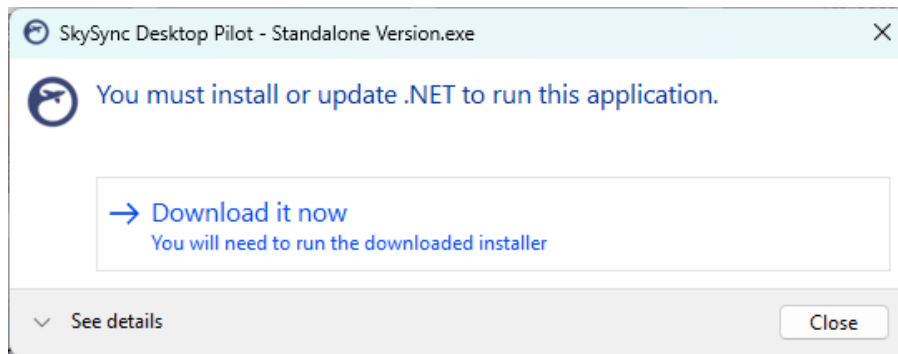 SkySync Desktop Pilot - Standalone Version.exe
You must install or update .NET to run this application.
Download it now
You will need to run the downloaded installer
See details
Close